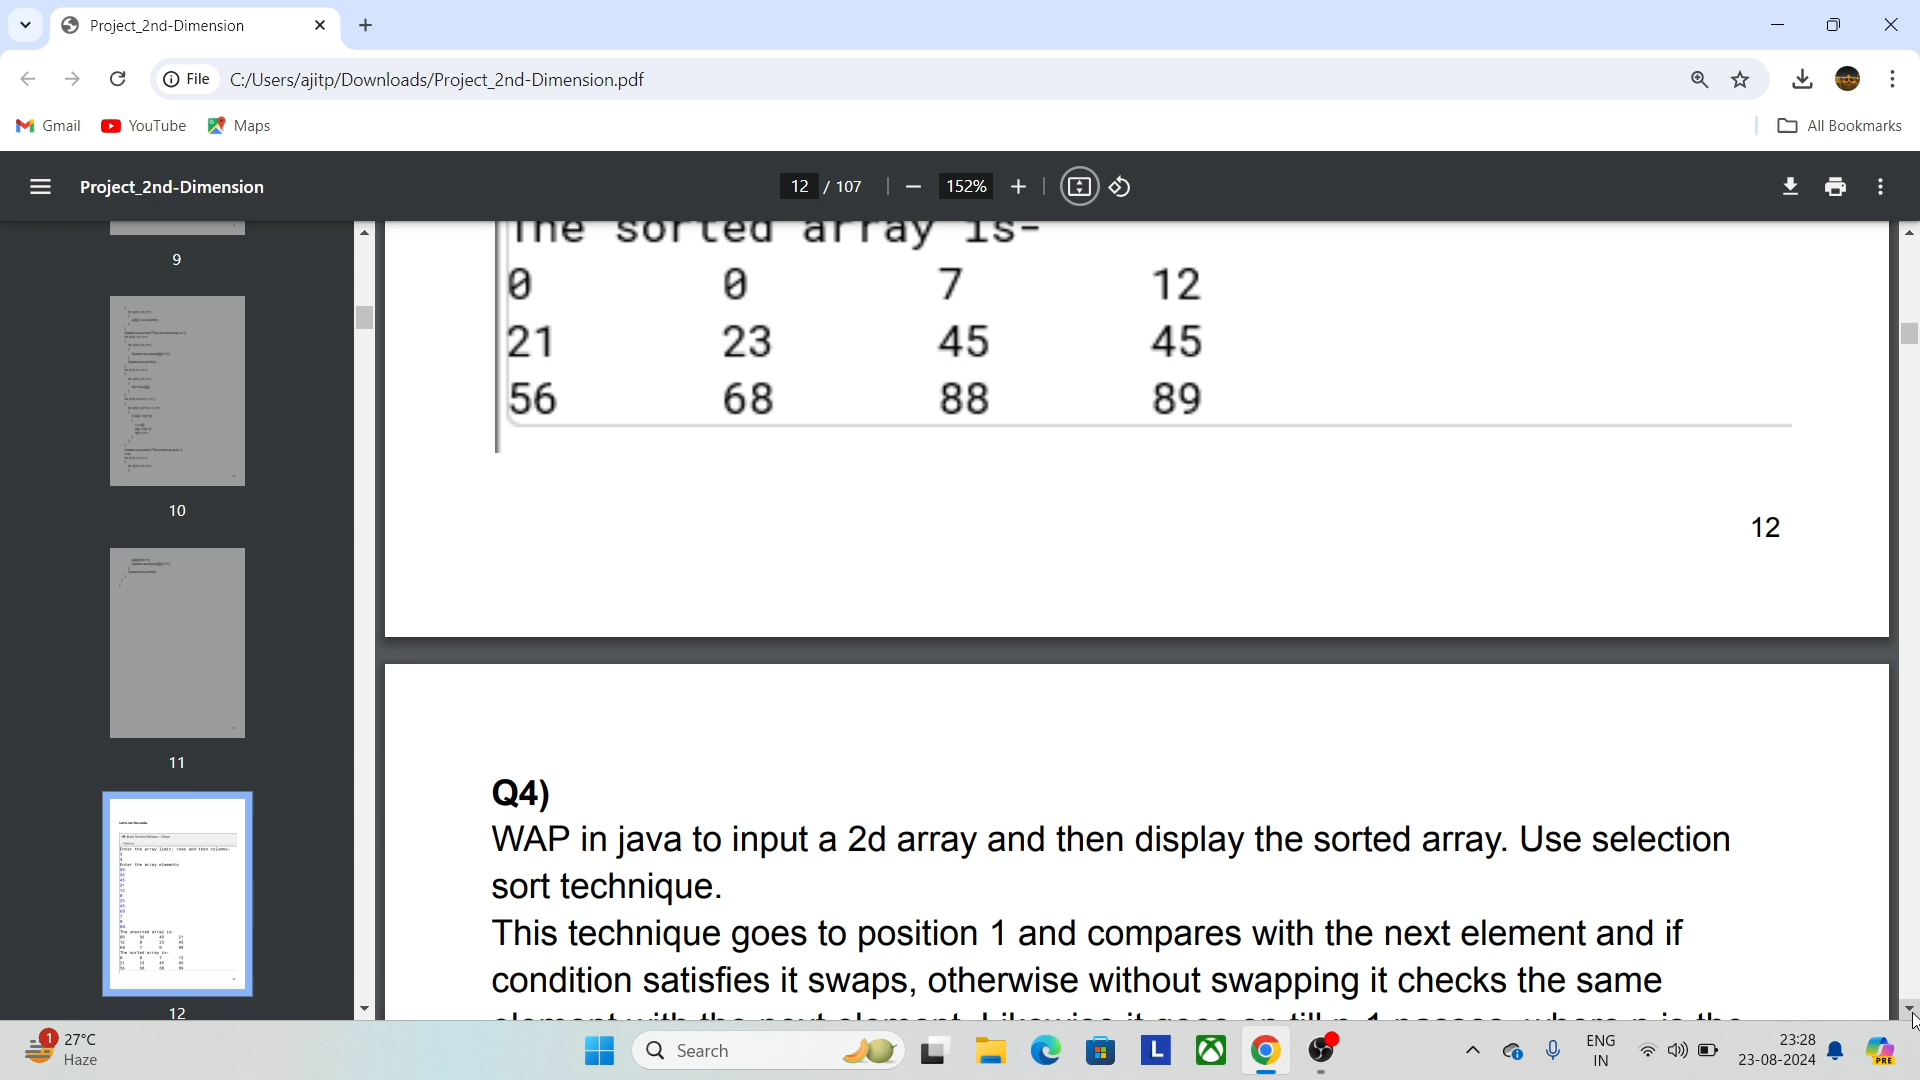 Project_2nd-Dimension
File
C:/Users/ajitp/Downloads/Project_2nd-Dimension.pdf
Gmail
YouTube
Maps
All Bookmarks
Project_2nd-Dimension
12 / 107
152%
9
10
11
12
The sorted array is-
0 0 7 12
21 23 45 45
56 68 88 89
12
Q4)
WAP in java to input a 2d array and then display the sorted array. Use selection
sort technique.
This technique goes to position 1 and compares with the next element and if
condition satisfies it swaps, otherwise without swapping it checks the same
1
27°C
Haze
Search
L
ENG
IN
23:28
23-08-2024
PRE